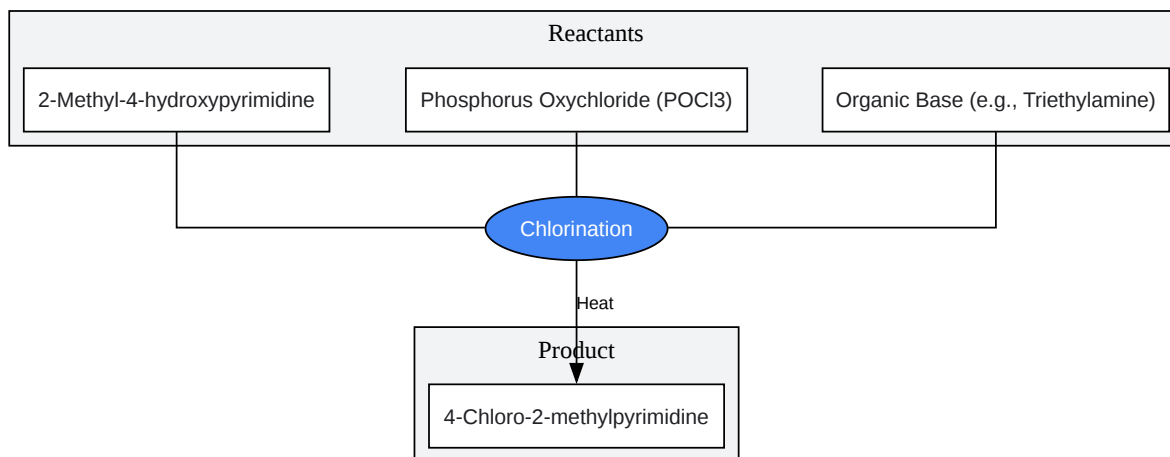 Reactants
2-Methyl-4-hydroxypyrimidine
Phosphorus Oxychloride (POCl3)
Organic Base (e.g., Triethylamine)
Chlorination
Heat
Product
4-Chloro-2-methylpyrimidine